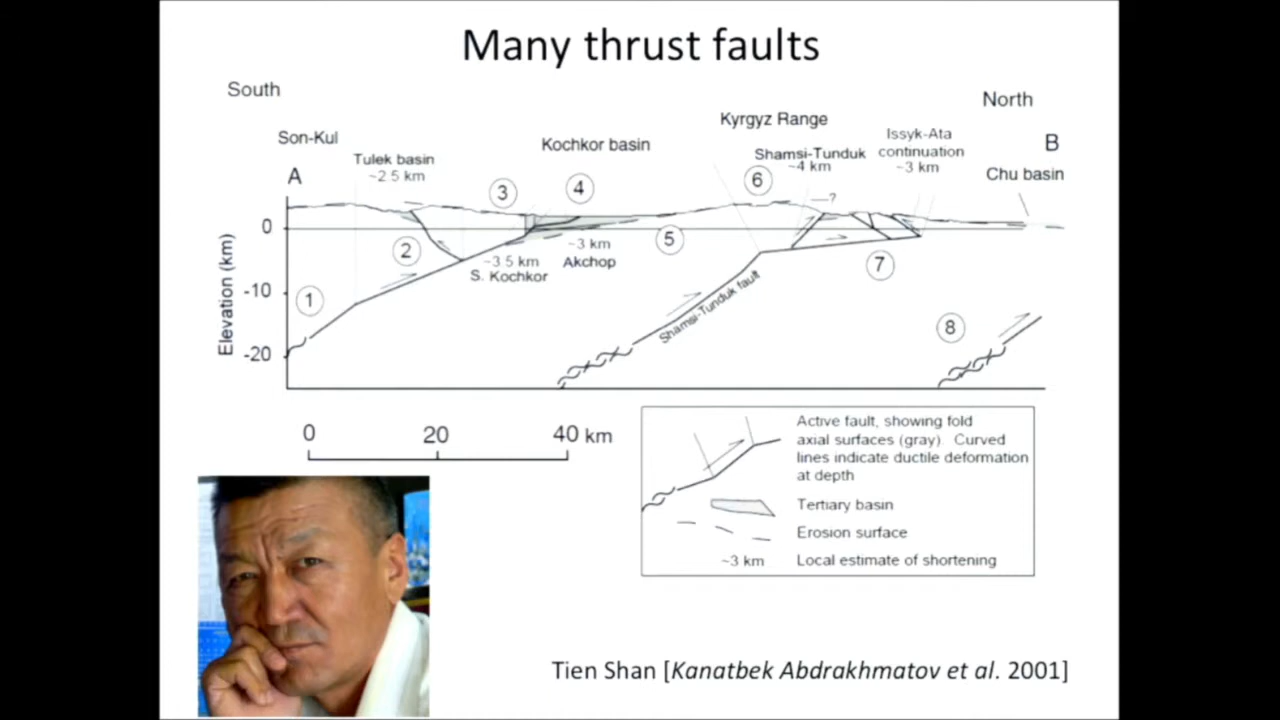 Many thrust faults
South
North
Son-Kul
Tulek basin
~2.5 km
Kochkor basin
Kyrgyz Range
Shamsi-Tunduk
~4 km
Issyk-Ata
continuation
~3 km
Chu basin
A
B
Elevation (km)
0
-10
-20
1
2
3
4
5
6
7
8
~3.5 km
S. Kochkor
~3 km
Akchop
Shamsi-Tunduk fault
?
0 20 40 km
Active fault, showing fold
axial surfaces (gray). Curved
lines indicate ductile deformation
at depth
Tertiary basin
Erosion surface
~3 km Local estimate of shortening
Tien Shan [Kanatbek Abdrakhmatov et al. 2001]